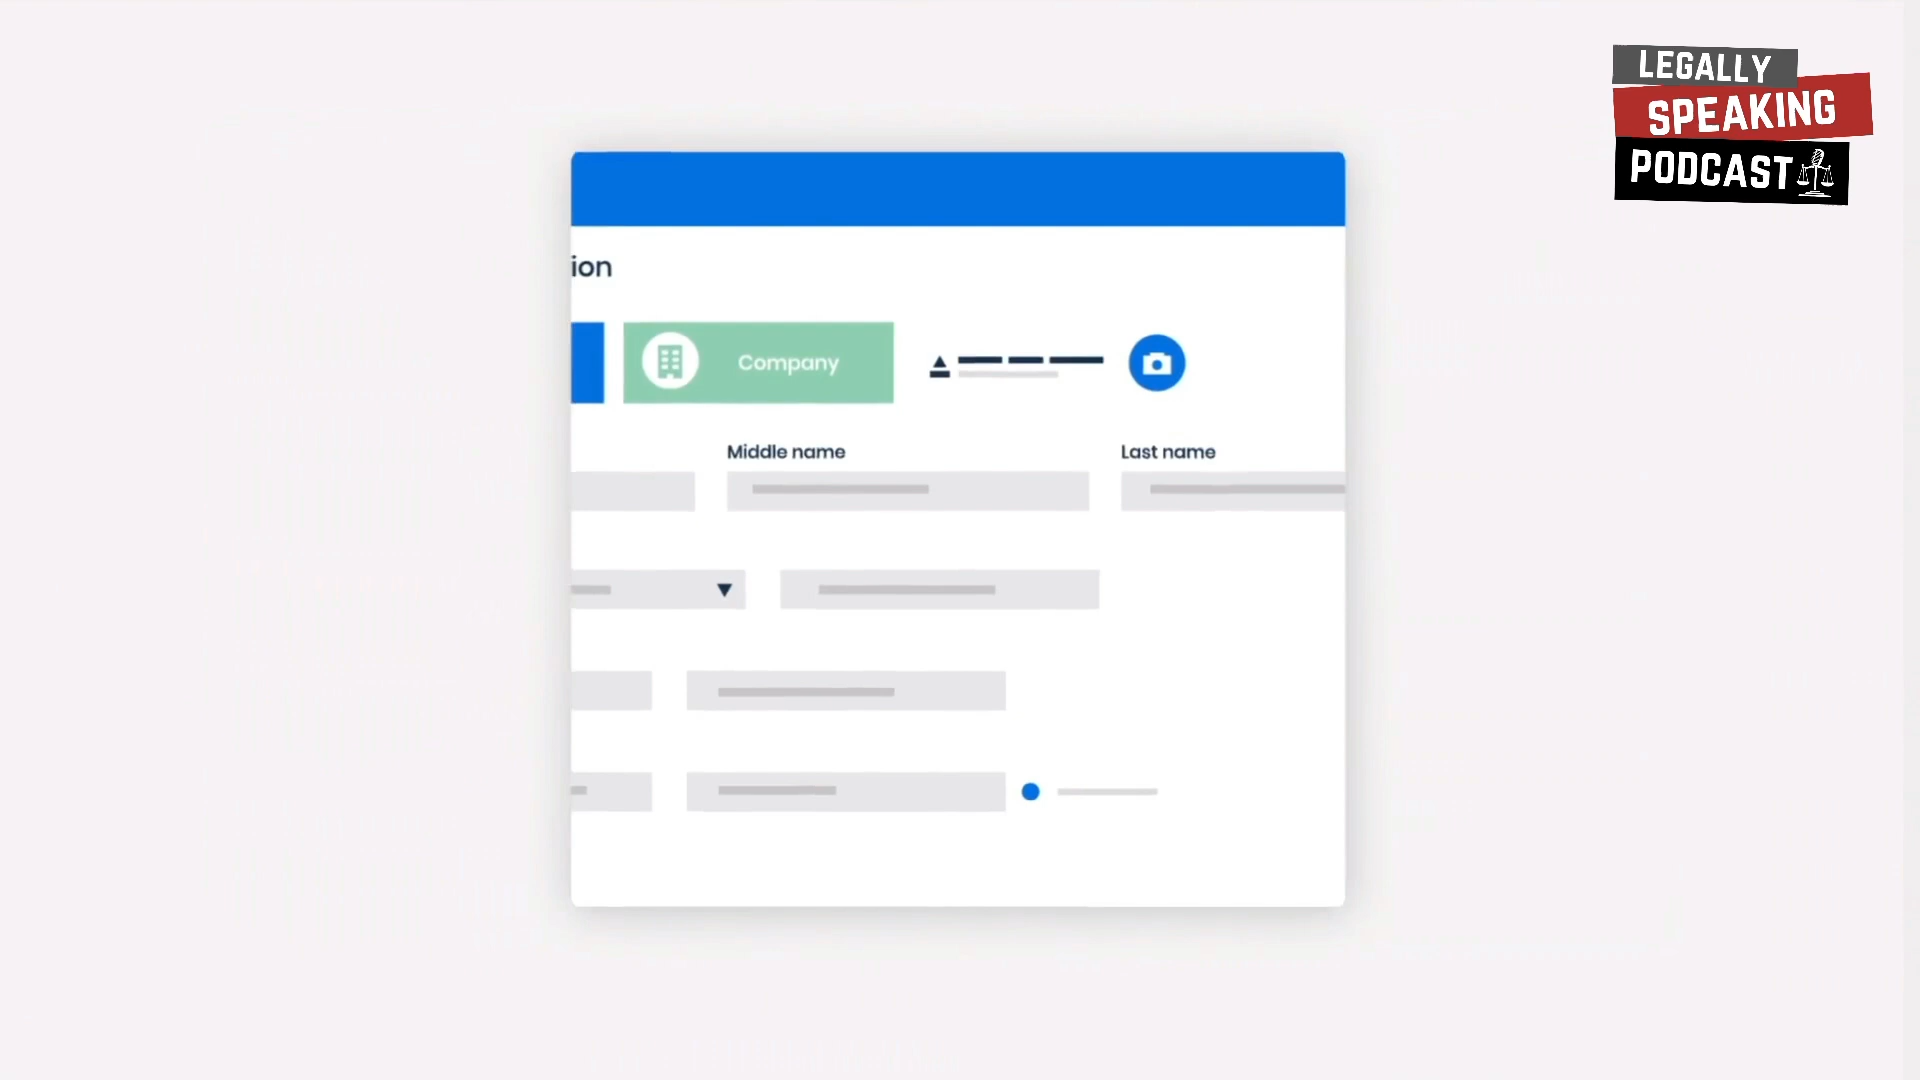 LEGALLY
SPEAKING
PODCAST
ion
Company
Middle name
Last name